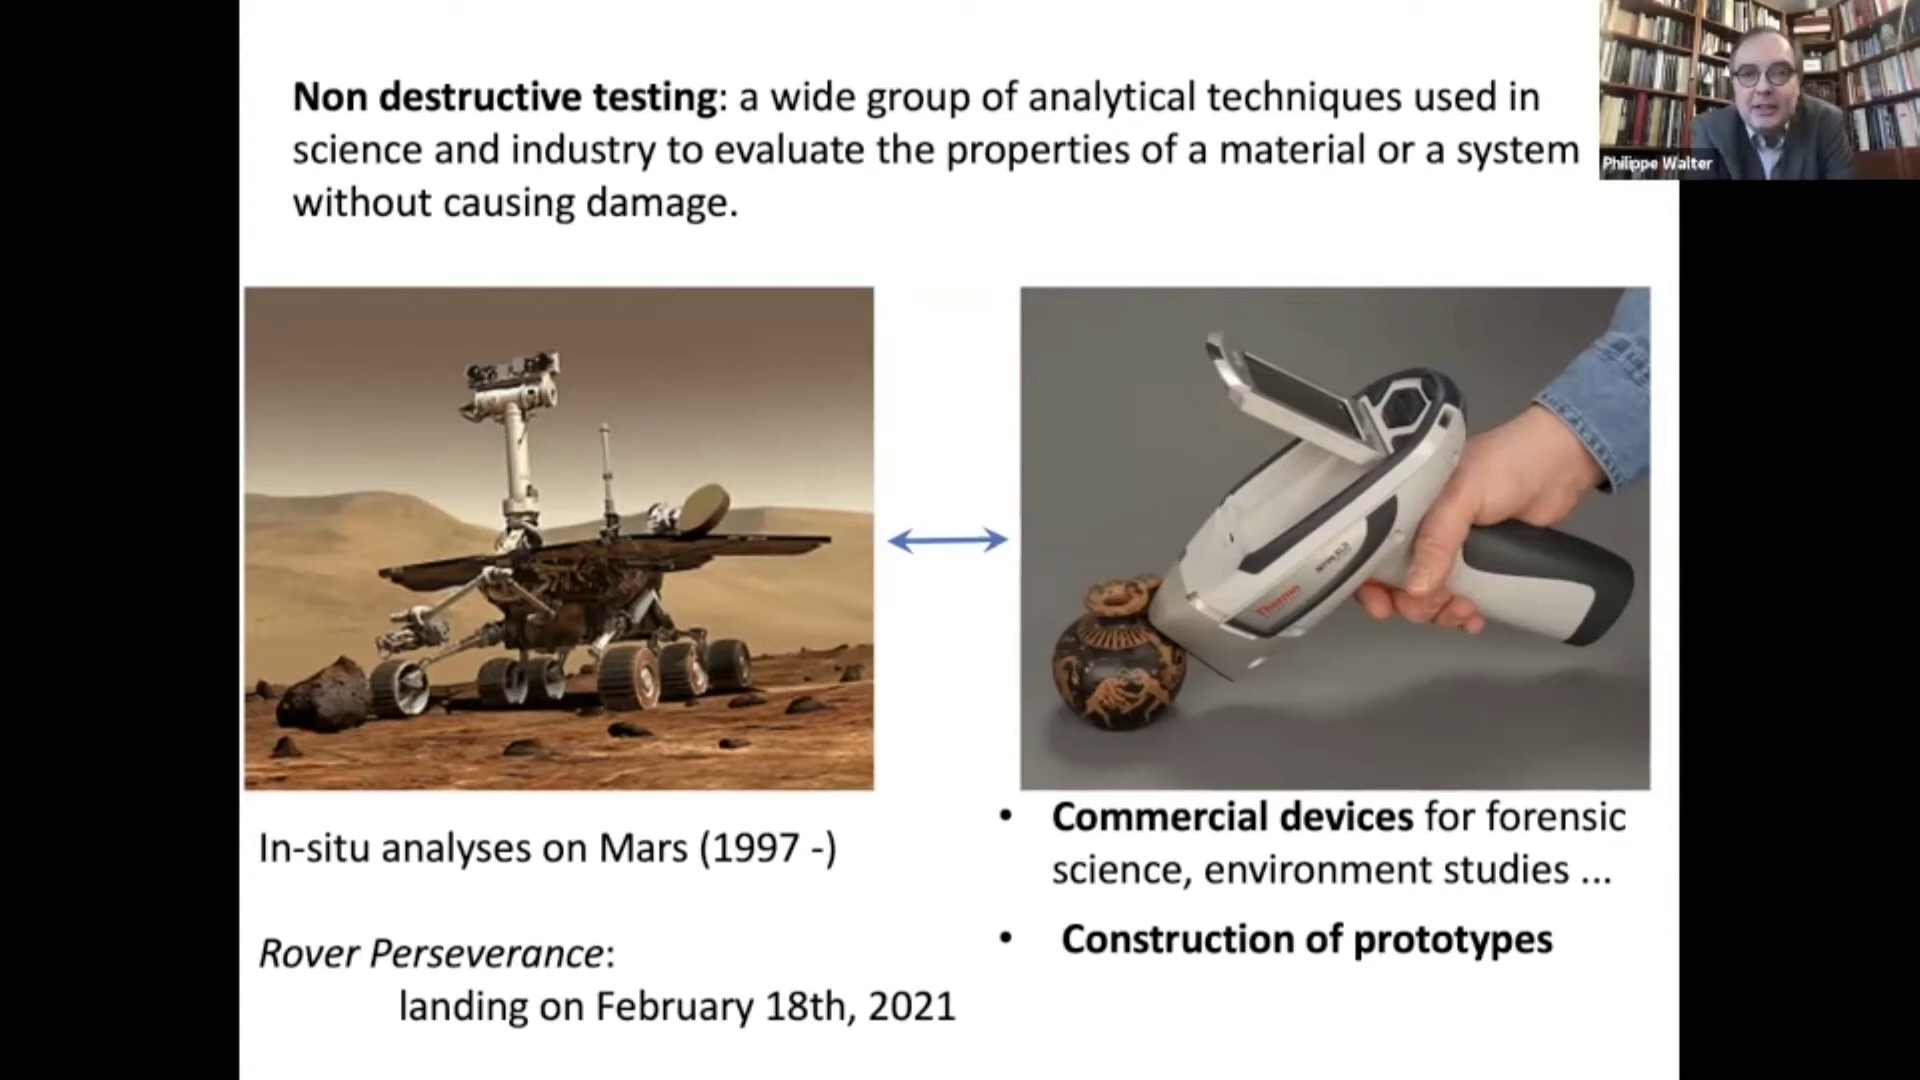 Non destructive testing: a wide group of analytical techniques used in
science and industry to evaluate the properties of a material or a system
without causing damage.
Philippe Walter
Thermo
In-situ analyses on Mars (1997 -)
Rover Perseverance:
landing on February 18th, 2021
• Commercial devices for forensic
science, environment studies ...
• Construction of prototypes